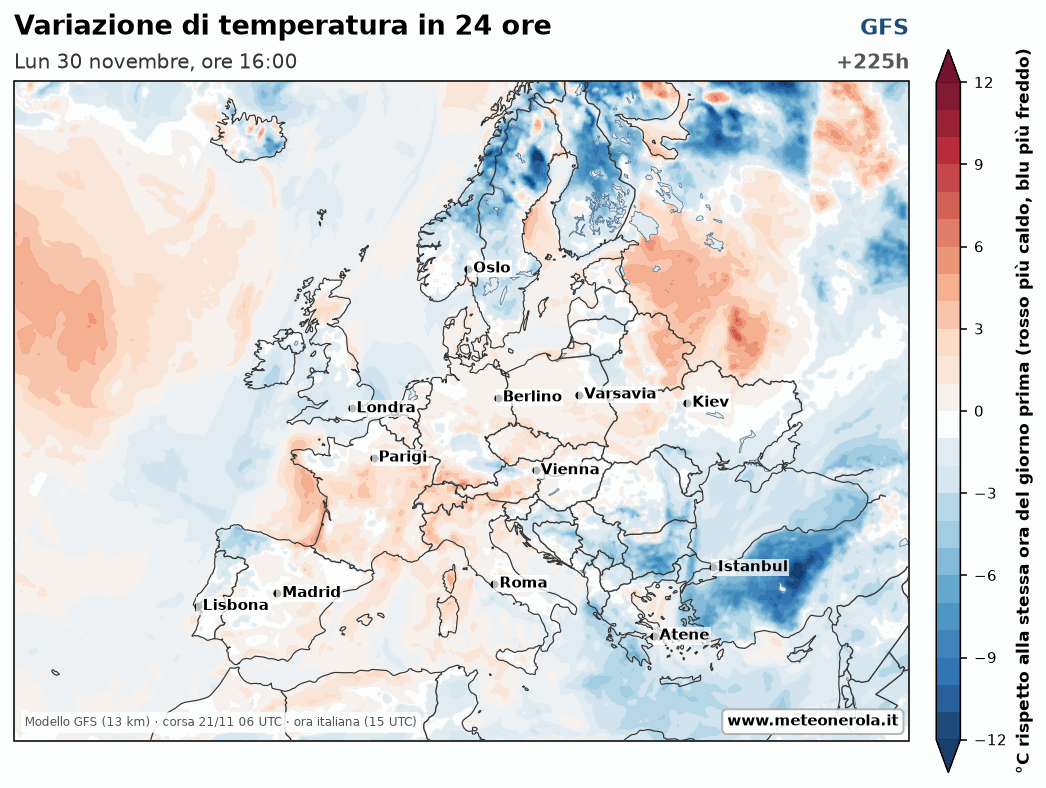 Variazione di temperatura in 24 ore
GFS
Lun 30 novembre, ore 16:00
+225h
Oslo
Londra
Berlino
Varsavia
Kiev
Parigi
Vienna
Istanbul
Madrid
Roma
Lisbona
Atene
Modello GFS (13 km) · corsa 21/11 06 UTC · ora italiana (15 UTC)
www.meteonerola.it
12
9
6
3
0
−3
−6
−9
−12
°C rispetto alla stessa ora del giorno prima (rosso più caldo, blu più freddo)